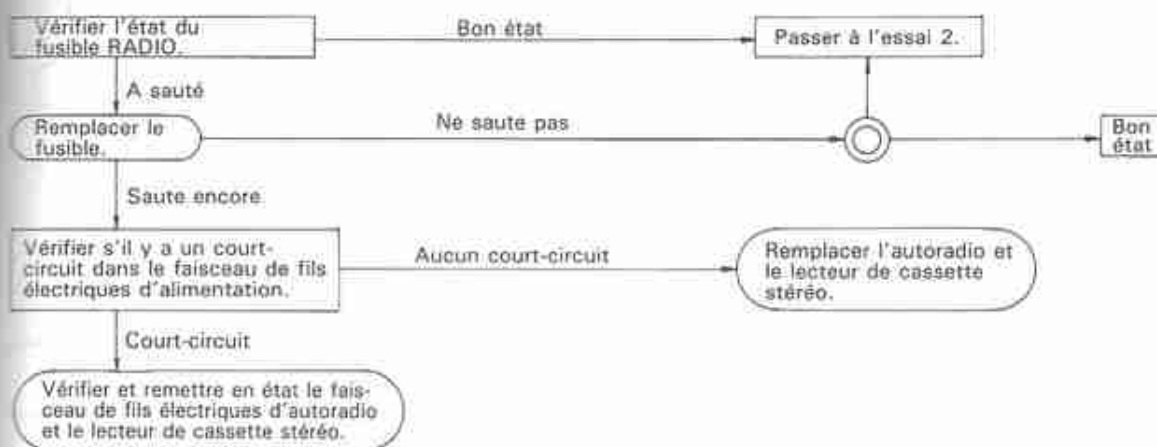 Vérifier l'état du
fusible RADIO.
Bon état
Passer à l'essai 2.
A sauté
Remplacer le
fusible.
Ne saute pas
Bon
état
Saute encore
Vérifier s'il y a un court-
circuit dans le faisceau de fils
électriques d'alimentation.
Aucun court-circuit
Remplacer l'autoradio et
le lecteur de cassette
stéréo.
Court-circuit
Vérifier et remettre en état le fais-
ceau de fils électriques d'autoradio
et le lecteur de cassette stéréo.